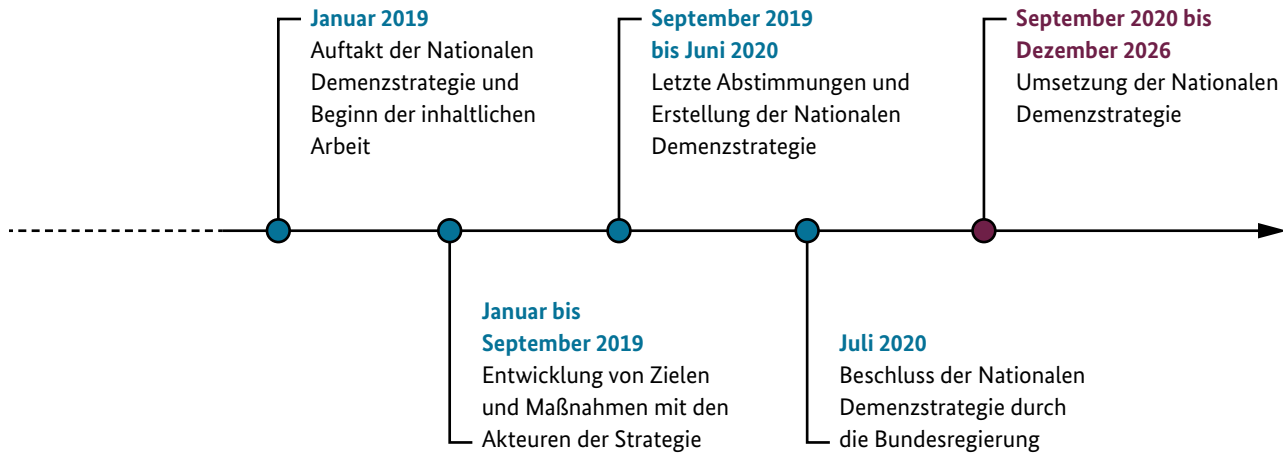 Januar 2019
Auftakt der Nationalen
Demenzstrategie und
Beginn der inhaltlichen
Arbeit
Januar bis
September 2019
Entwicklung von Zielen
und Maßnahmen mit den
Akteuren der Strategie
September 2019
bis Juni 2020
Letzte Abstimmungen und
Erstellung der Nationalen
Demenzstrategie
Juli 2020
Beschluss der Nationalen
Demenzstrategie durch
die Bundesregierung
September 2020 bis
Dezember 2026
Umsetzung der Nationalen
Demenzstrategie